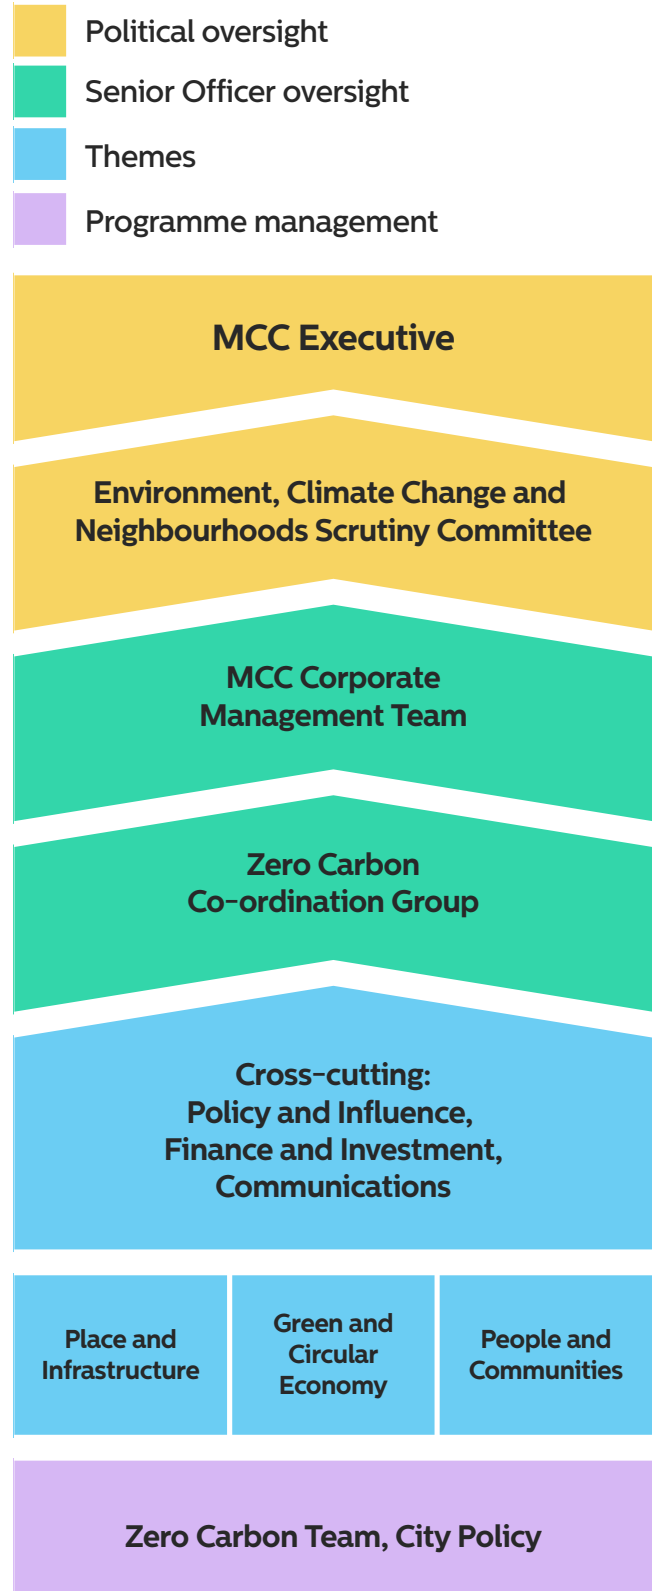 Political oversight
Senior Officer oversight
Themes
Programme management
MCC Executive
Environment, Climate Change and
Neighbourhoods Scrutiny Committee
MCC Corporate
Management Team
Zero Carbon
Co-ordination Group
Cross-cutting:
Policy and Influence,
Finance and Investment,
Communications
Place and
Infrastructure
Green and
Circular
Economy
People and
Communities
Zero Carbon Team, City Policy